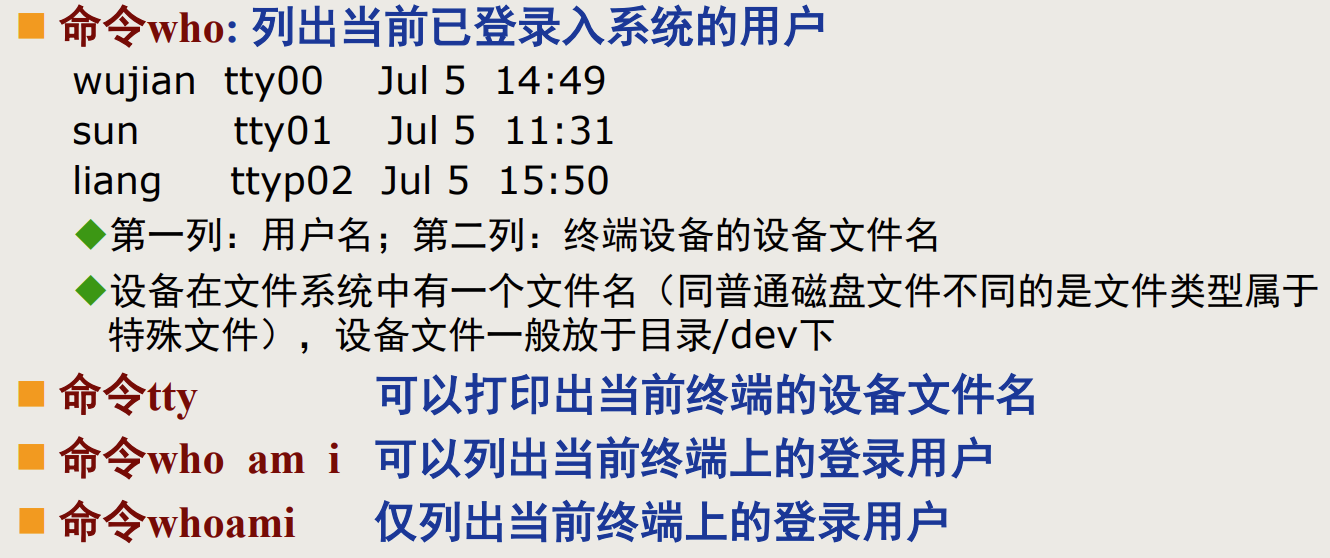 命令who: 列出当前已登录入系统的用户
wujian tty00 Jul 5 14:49
sun tty01 Jul 5 11:31
liang ttyp02 Jul 5 15:50
第一列：用户名；第二列：终端设备的设备文件名
设备在文件系统中有一个文件名（同普通磁盘文件不同的是文件类型属于
特殊文件），设备文件一般放于目录/dev下
命令tty 可以打印出当前终端的设备文件名
命令who am i 可以列出当前终端上的登录用户
命令whoami 仅列出当前终端上的登录用户